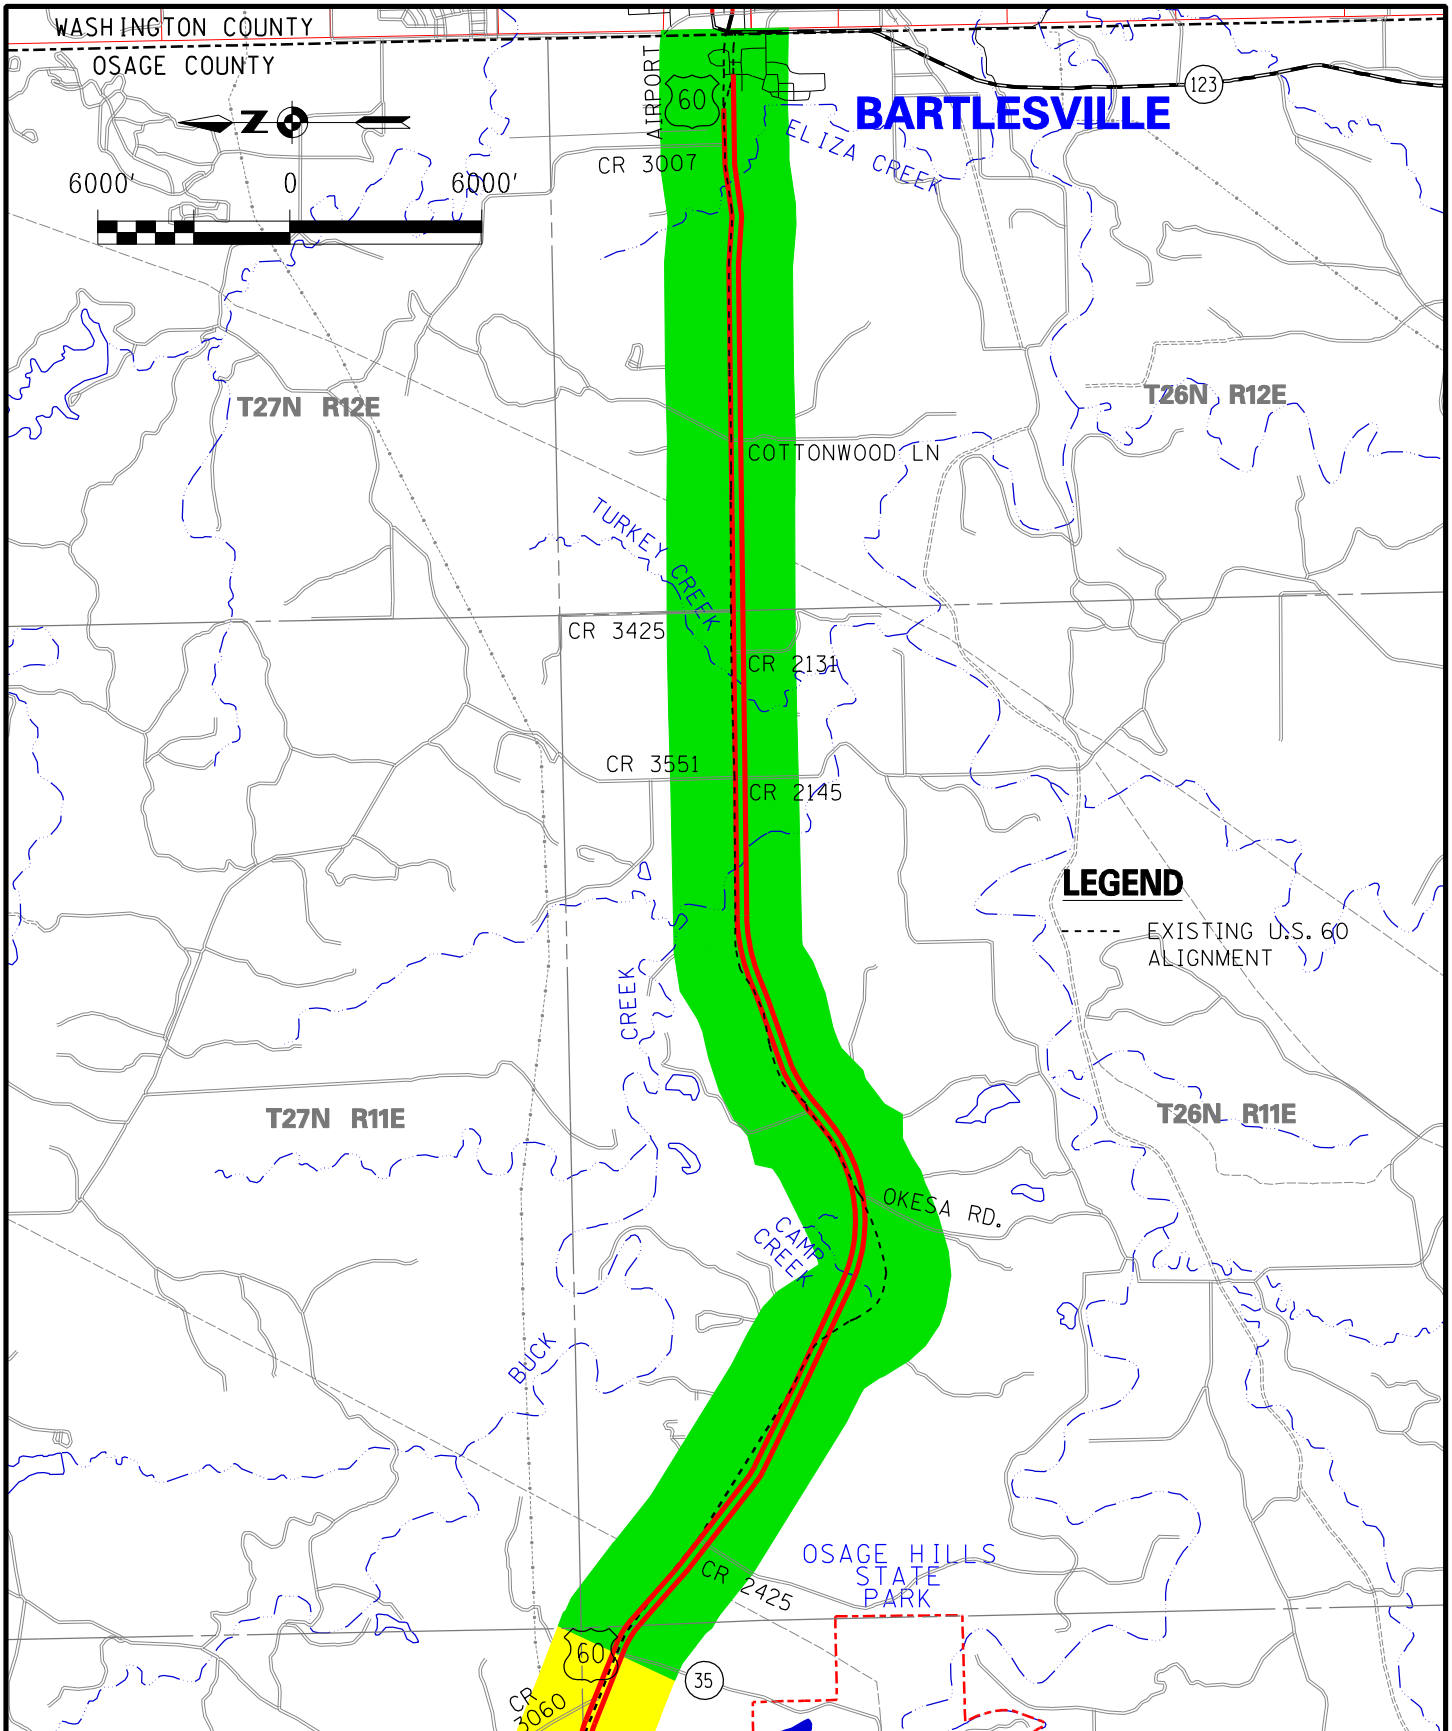 WASHINGTON COUNTY
OSAGE COUNTY
N
6000' 0 6000'
AIRPORT
60
123
BARTLESVILLE
ELIZA CREEK
CR 3007
T27N R12E
T26N R12E
COTTONWOOD LN
TURKEY CREEK
CR 3425
CR 2131
CR 3551
CR 2145
LEGEND
EXISTING U.S. 60
ALIGNMENT
CREEK
T27N R11E
T26N R11E
OKESA RD.
CAMP
CREEK
BUCK
OSAGE HILLS
STATE
PARK
CR 2425
60
35
CR
3060